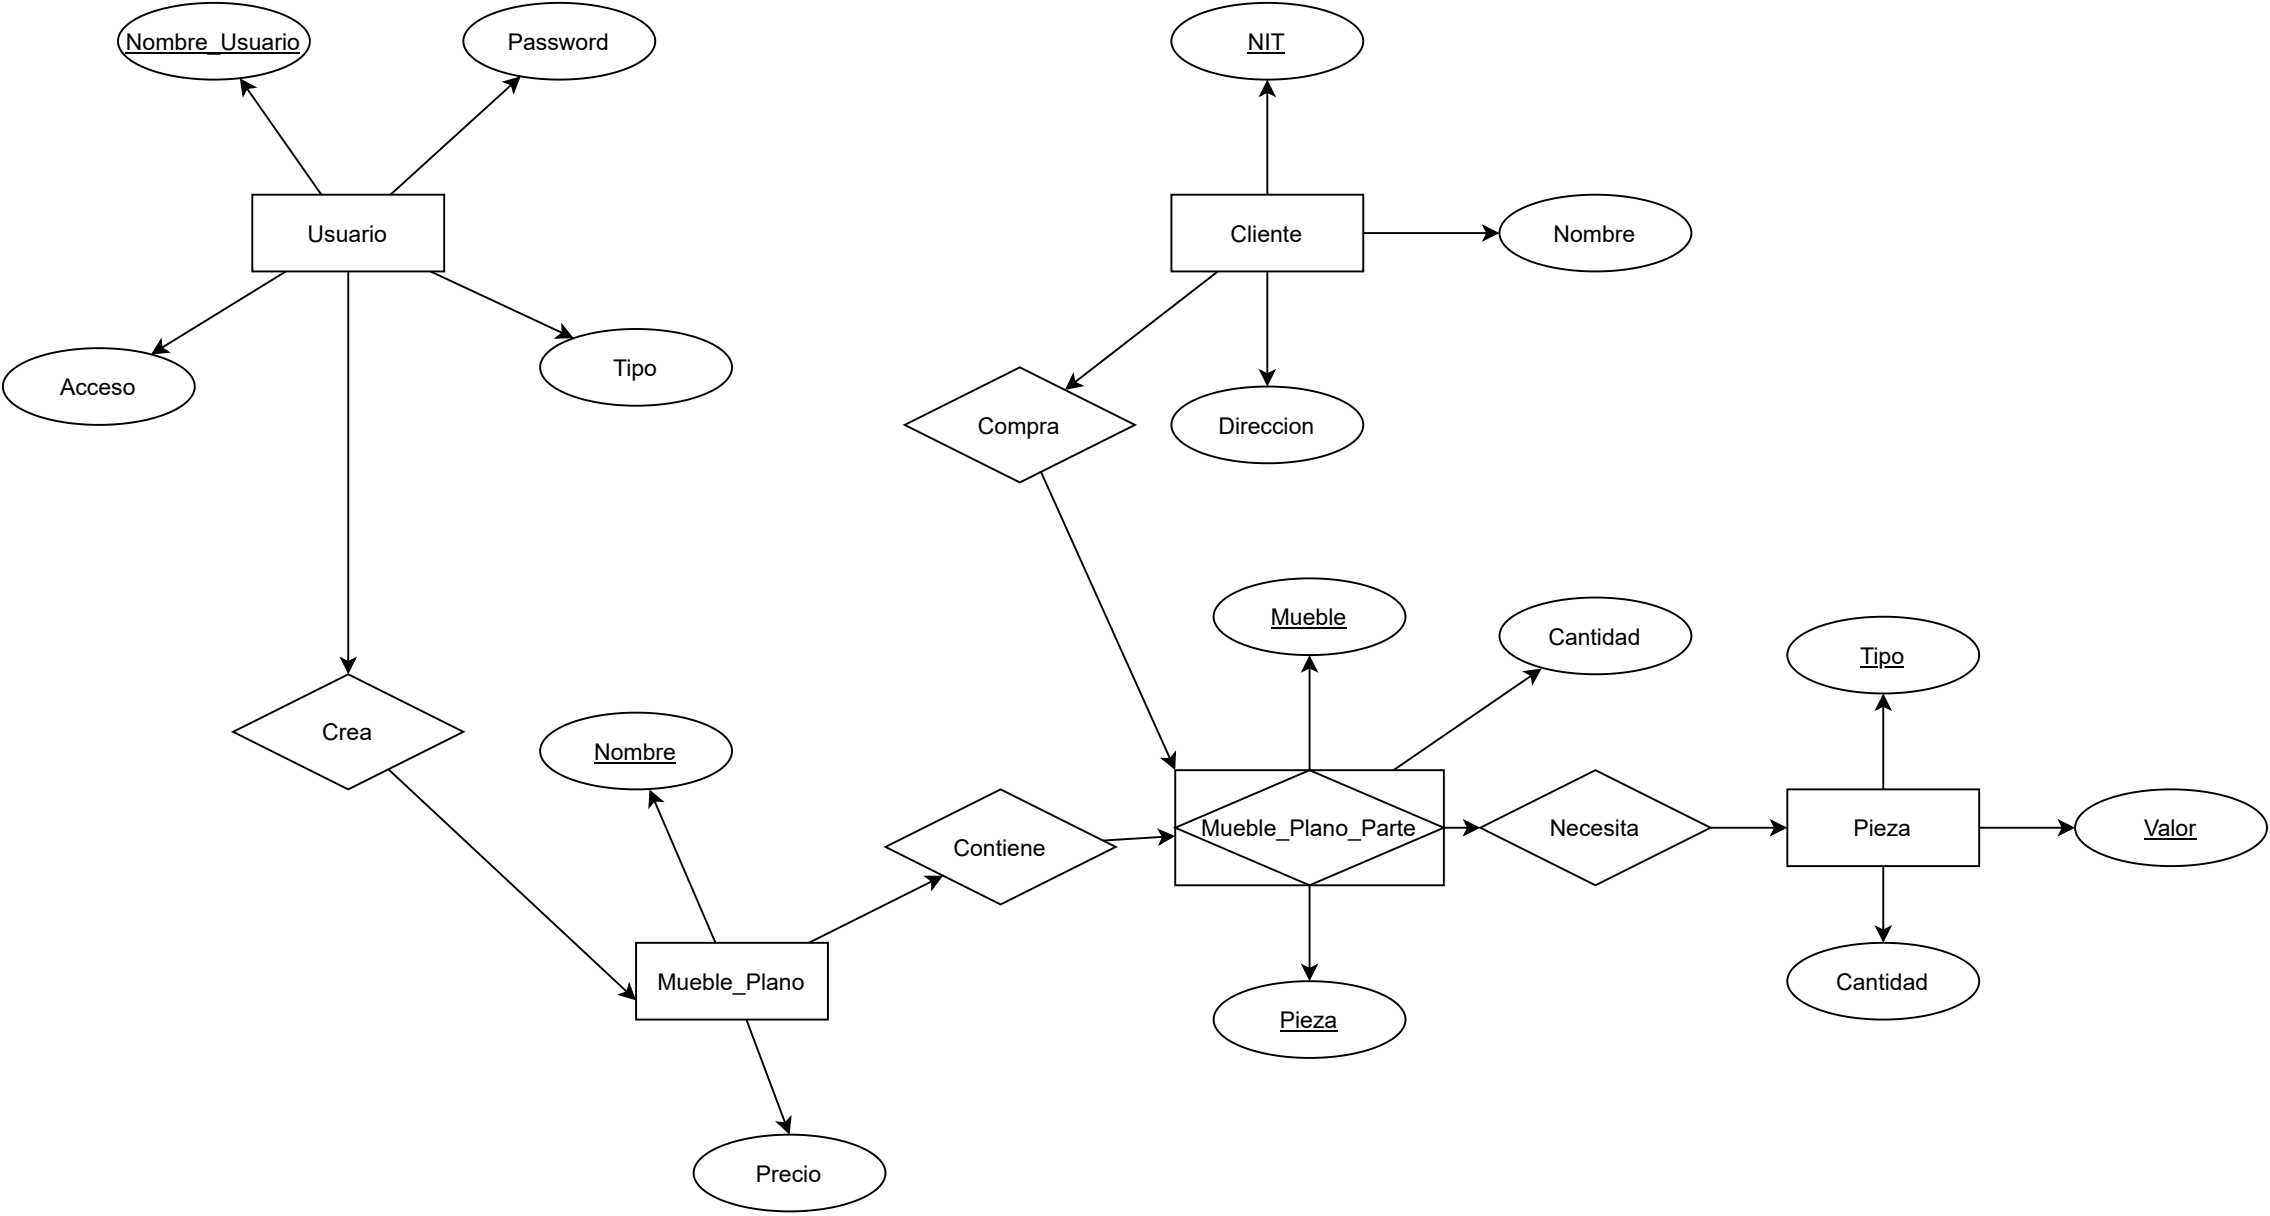 Nombre_Usuario
Password
NIT
Usuario
Cliente
Nombre
Acceso
Tipo
Compra
Direccion
Mueble
Cantidad
Tipo
Crea
Nombre
Contiene
Mueble_Plano_Parte
Necesita
Pieza
Valor
Mueble_Plano
Cantidad
Pieza
Precio